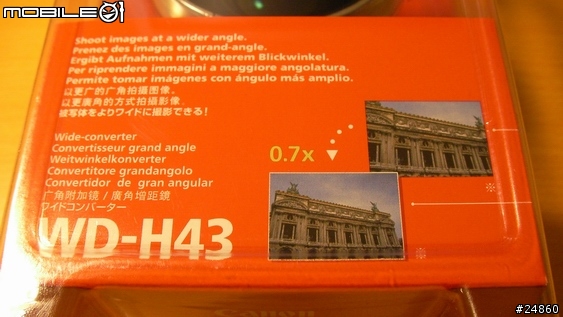 MOBILE01
Shoot images at a wider angle.
Prenez des images en grand-angle.
Ergibt Aufnahmen mit weiterem Blickwinkel.
Per riprendere immagini a maggiore angolatura.
Permite tomar imágenes con ángulo más amplio.
以更广的广角拍摄图像。
以更廣角的方式拍攝影像。
被写体をよりワイドに撮影できる!
Wide-converter
Convertisseur grand angle
Weitwinkelkonverter
Convertitore grandangolo
Convertidor de gran angular
广角附加镜 / 廣角增距鏡
ワイドコンバーター
0.7x
※
※
WD-H43
Canon
#24860